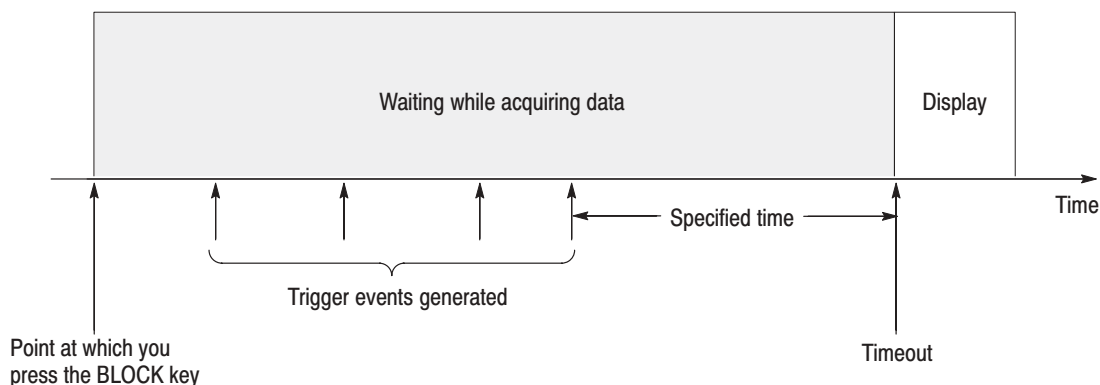 Waiting while acquiring data
Display
Time
Specified time
Trigger events generated
Point at which you
press the BLOCK key
Timeout